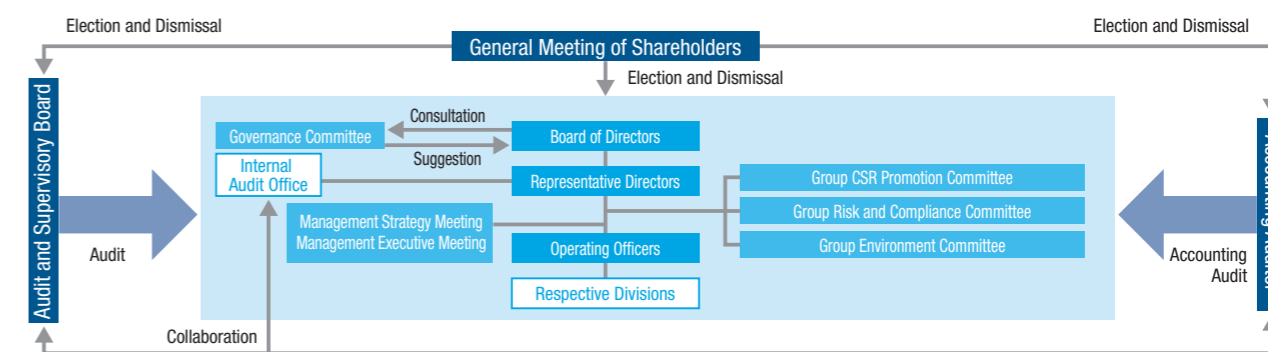 Election and Dismissal
Election and Dismissal
General Meeting of Shareholders
Election and Dismissal
Audit and Supervisory Board
Consultation
Governance Committee
Board of Directors
Suggestion
Internal
Audit Office
Representative Directors
Group CSR Promotion Committee
Management Strategy Meeting
Management Executive Meeting
Group Risk and Compliance Committee
Operating Officers
Group Environment Committee
Audit
Accounting
Audit
Respective Divisions
Collaboration